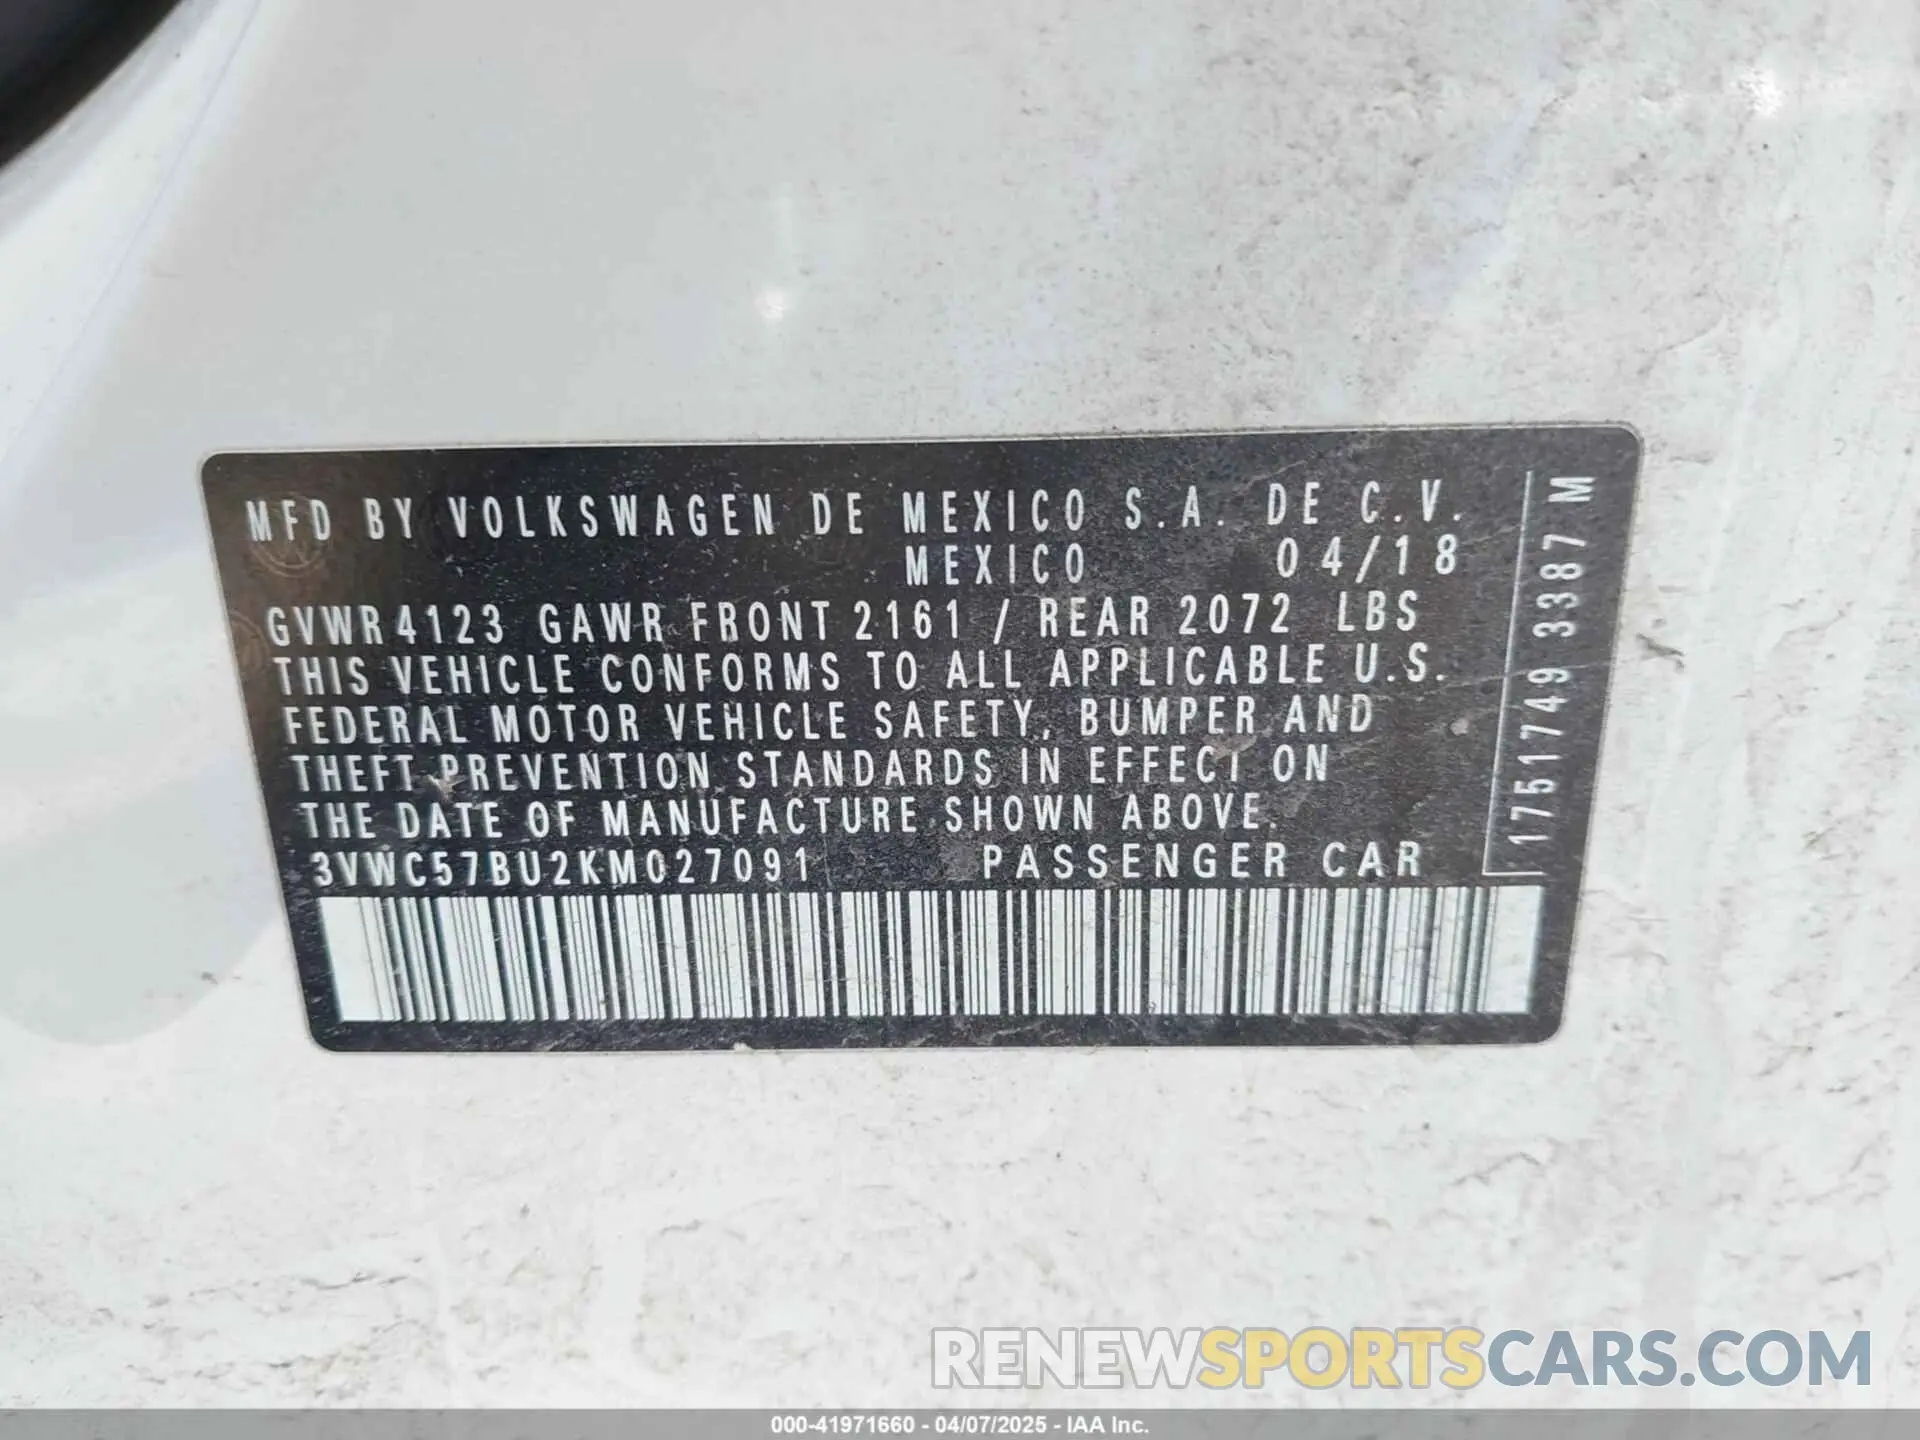 MFD BY VOLKSWAGEN DE MEXICO S.A. DE C.V.
MEXICO 04/18
GVWR 4123 GAWR FRONT 2161 / REAR 2072 LBS
THIS VEHICLE CONFORMS TO ALL APPLICABLE U.S.
FEDERAL MOTOR VEHICLE SAFETY, BUMPER AND
THEFT PREVENTION STANDARDS IN EFFECT ON
THE DATE OF MANUFACTURE SHOWN ABOVE.
3VWC57BU2KM027091 PASSENGER CAR
1751749 3387 M
RENEWSPORTSCARS.COM
000-41971660 - 04/07/2025 - IAA Inc.